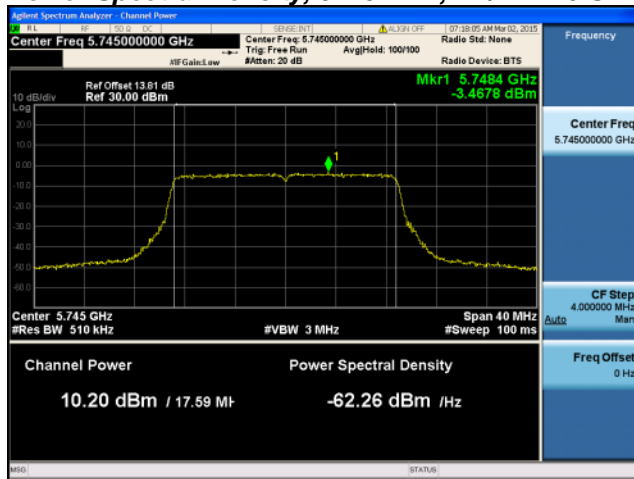 Agilent Spectrum Analyzer - Channel Power
RL RF 50 Ω DC SENSE:INT ALIGN OFF 07:18:05 AM Mar 02, 2015
Center Freq 5.745000000 GHz
Center Freq: 5.745000000 GHz
Radio Std: None
Trig: Free Run Avg|Hold: 100/100
#IFGain:Low #Atten: 20 dB Radio Device: BTS
Frequency
Ref Offset 13.81 dB
Ref 30.00 dBm
Mkr1 5.7484 GHz
-3.4678 dBm
10 dB/div
Log
20.0
10.0
0.00
-10.0
-20.0
-30.0
-40.0
-50.0
-60.0
1
Center 5.745 GHz Span 40 MHz
#Res BW 510 kHz #VBW 3 MHz #Sweep 100 ms
Channel Power Power Spectral Density
10.20 dBm / 17.59 MH -62.26 dBm /Hz
Center Freq
5.745000000 GHz
CF Step
4.000000 MHz
Auto Man
Freq Offset
0 Hz
MSG STATUS